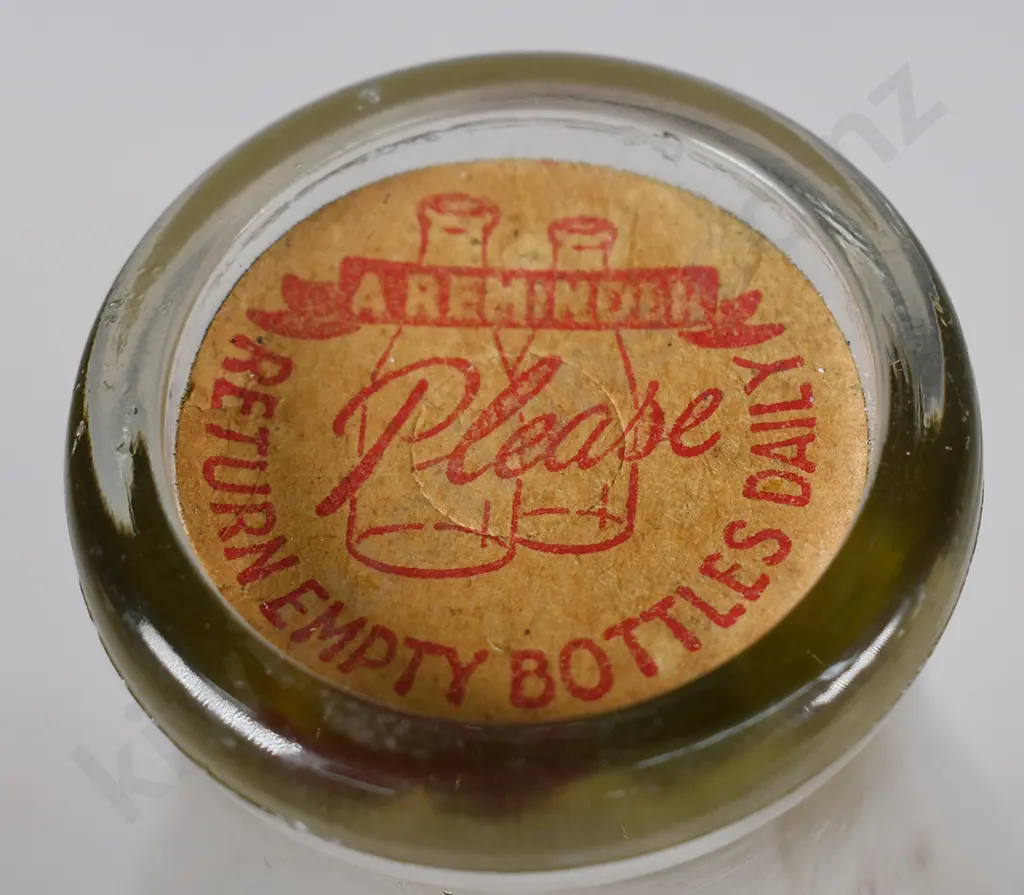 A REMINDER
Please
RETURN EMPTY BOTTLES DAILY